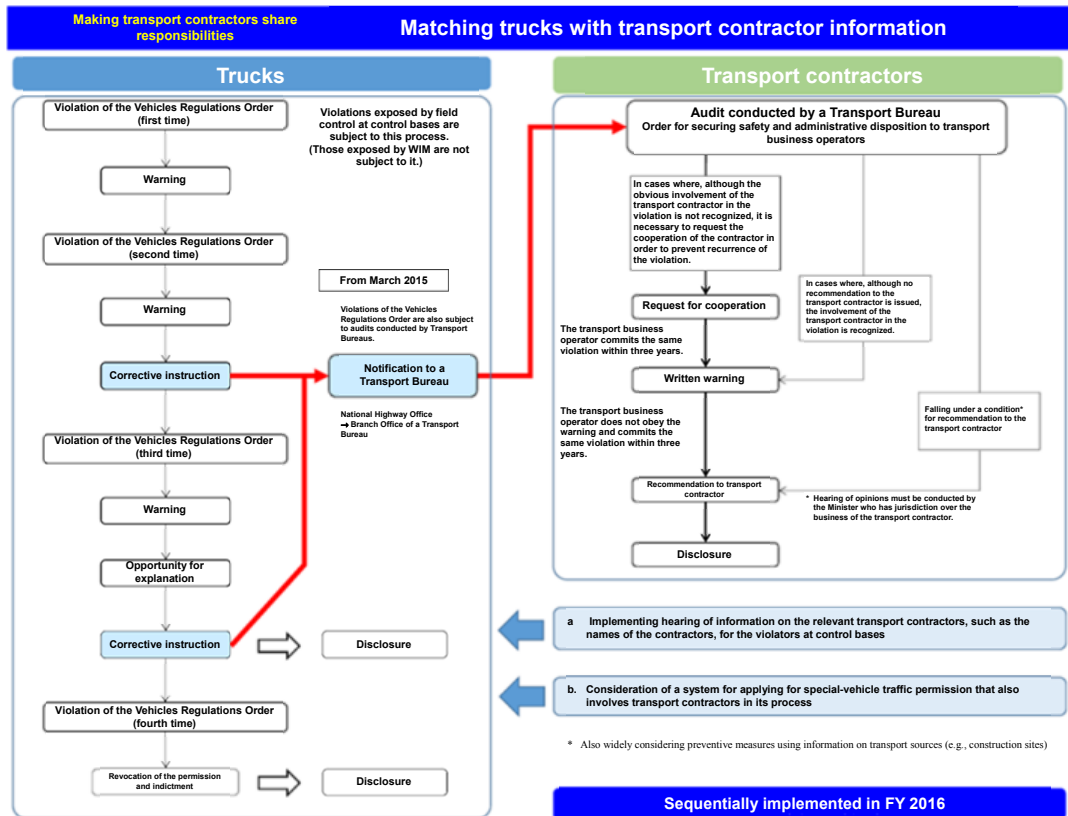 Making transport contractors share
responsibilities
Matching trucks with transport contractor information
Trucks
Violation of the Vehicles Regulations Order
(first time)
Violations exposed by field
control at control bases are
subject to this process.
(Those exposed by WIM are not
subject to it.)
Warning
Violation of the Vehicles Regulations Order
(second time)
From March 2015
Warning
Violations of the Vehicles
Regulations Order are also subject
to audits conducted by Transport
Bureaus.
Corrective instruction
Notification to a
Transport Bureau
National Highway Office
→ Branch Office of a Transport
Bureau
Violation of the Vehicles Regulations Order
(third time)
Warning
Opportunity for
explanation
Corrective instruction
Disclosure
Violation of the Vehicles Regulations Order
(fourth time)
Revocation of the permission
and indictment
Disclosure
Transport contractors
Audit conducted by a Transport Bureau
Order for securing safety and administrative disposition to transport
business operators
In cases where, although the
obvious involvement of the
transport contractor in the
violation is not recognized, it is
necessary to request the
cooperation of the contractor in
order to prevent recurrence of
the violation.
In cases where, although no
recommendation to the
transport contractor is issued,
the involvement of the
transport contractor in the
violation is recognized.
Request for cooperation
The transport business
operator commits the same
violation within three years.
Written warning
The transport business
operator does not obey the
warning and commits the
same violation within three
years.
Falling under a condition*
for recommendation to the
transport contractor
Recommendation to transport
contractor
* Hearing of opinions must be conducted by
the Minister who has jurisdiction over the
business of the transport contractor.
Disclosure
a Implementing hearing of information on the relevant transport contractors, such as the
names of the contractors, for the violators at control bases
b. Consideration of a system for applying for special-vehicle traffic permission that also
involves transport contractors in its process
* Also widely considering preventive measures using information on transport sources (e.g., construction sites)
Sequentially implemented in FY 2016